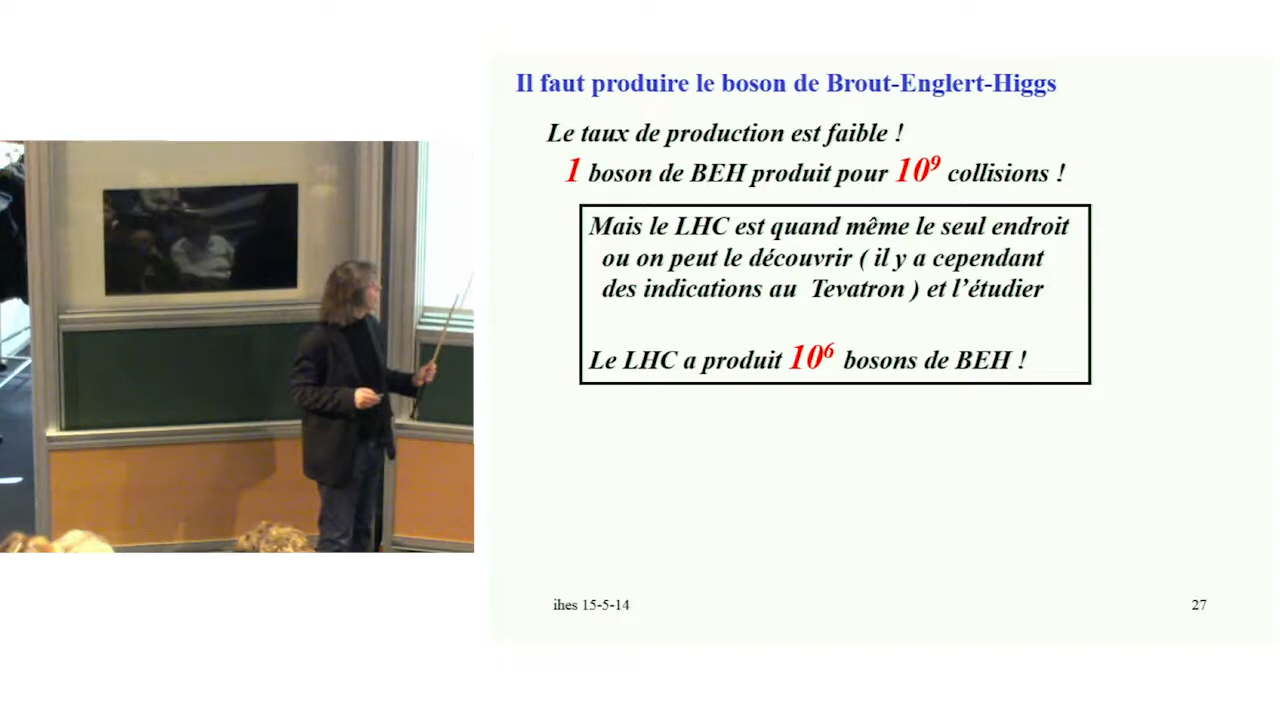 Il faut produire le boson de Brout-Englert-Higgs
Le taux de production est faible !
1 boson de BEH produit pour 10⁹ collisions !
Mais le LHC est quand même le seul endroit
ou on peut le découvrir ( il y a cependant
des indications au Tevatron ) et l’étudier
Le LHC a produit 10⁶ bosons de BEH !
ihes 15-5-14
27